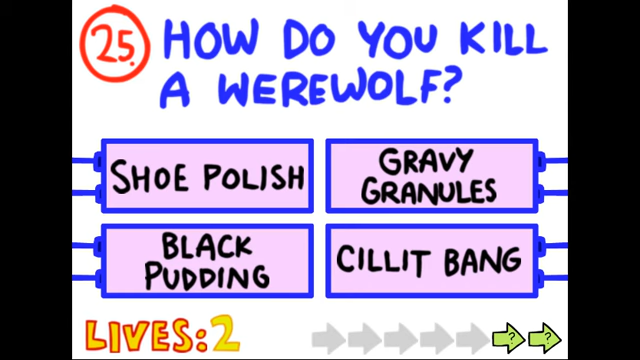 25. HOW DO YOU KILL
A WEREWOLF?
SHOE POLISH
GRAVY
GRANULES
BLACK
PUDDING
CILLIT BANG
LIVES:2
? ?